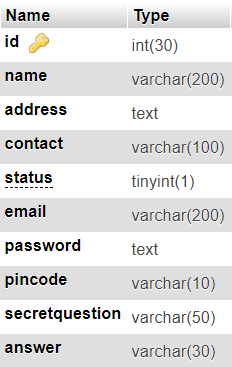 Name Type
id int(30)
name varchar(200)
address text
contact varchar(100)
status tinyint(1)
email varchar(200)
password text
pincode varchar(10)
secretquestion varchar(50)
answer varchar(30)